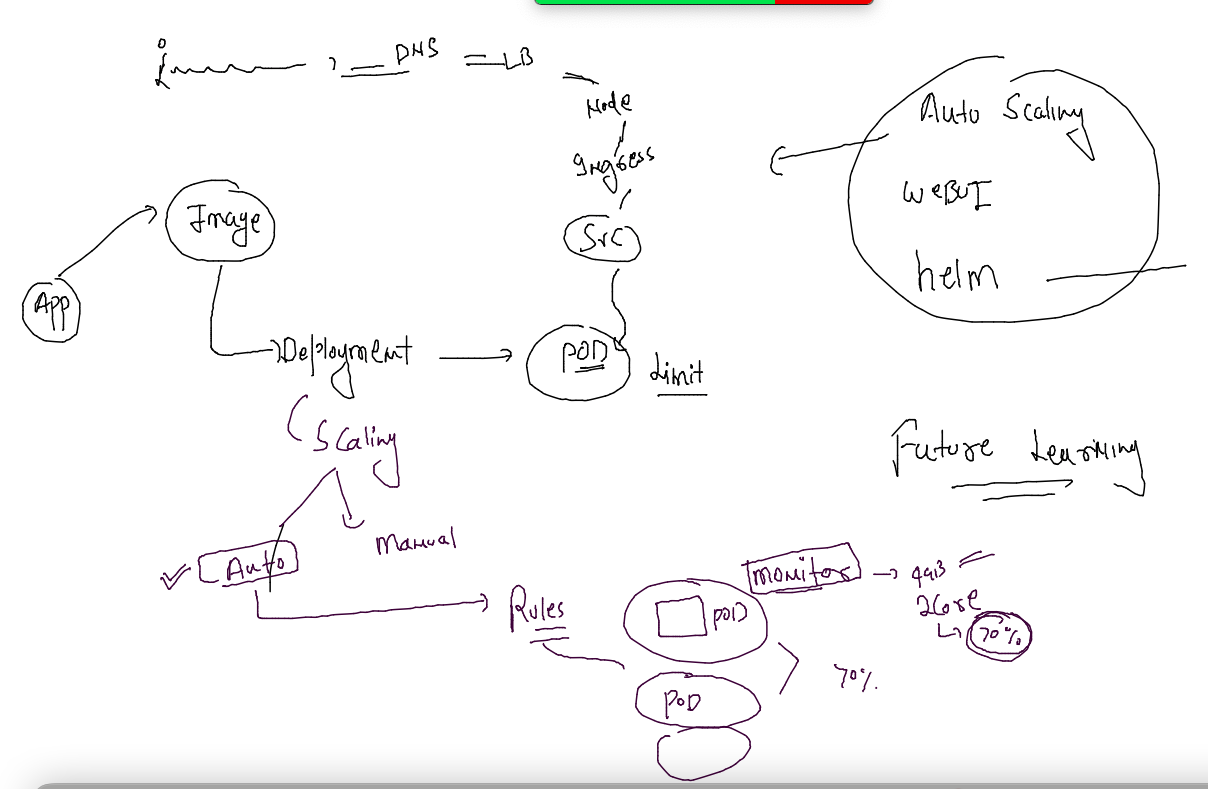 DNS
LB
Node
Ingress
Src
Image
App
Deployment
POD
Limit
Auto Scaling
WeBUI
helm
Scaling
Future Learning
Auto
Manual
Rules
Monitor
POD
2Core
70%
POD
70%